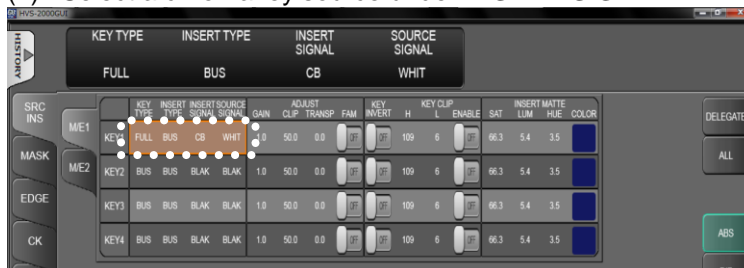 HVS-2000GUI
HISTORY
KEY TYPE INSERT TYPE INSERT SIGNAL SOURCE SIGNAL
FULL BUS CB WHIT
SRC INS
MASK
EDGE
CK
M/E1
M/E2
KEY TYPE INSERT TYPE INSERT SIGNAL SOURCE SIGNAL GAIN ADJUST CLIP TRANSP FAM KEY INVERT KEY CLIP H L ENABLE SAT INSERT MATTE LUM HUE COLOR
KEY1 FULL BUS CB WHIT 1.0 50.0 0.0 OFF OFF 109 6 OFF 66.3 5.4 3.5
KEY2 BUS BUS BLAK BLAK 1.0 50.0 0.0 OFF OFF 109 6 OFF 66.3 5.4 3.5
KEY3 BUS BUS BLAK BLAK 1.0 50.0 0.0 OFF OFF 109 6 OFF 66.3 5.4 3.5
KEY4 BUS BUS BLAK BLAK 1.0 50.0 0.0 OFF OFF 109 6 OFF 66.3 5.4 3.5
DELEGATE
ALL
ABS